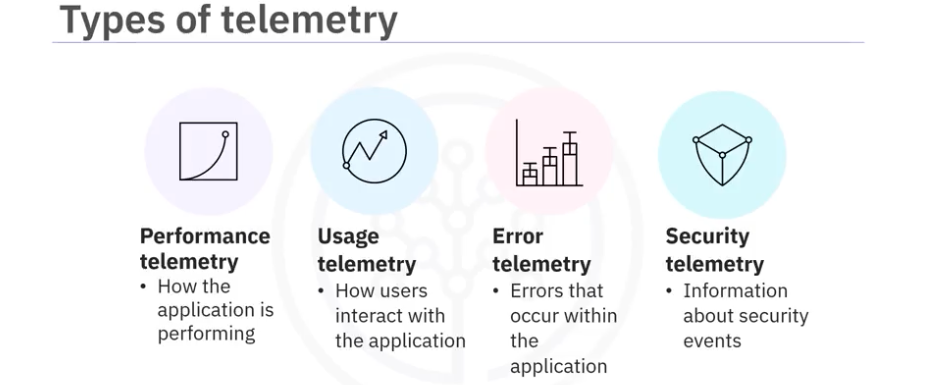 Types of telemetry
Performance
telemetry
• How the
application is
performing
Usage
telemetry
• How users
interact with
the application
Error
telemetry
• Errors that
occur within
the
application
Security
telemetry
• Information
about security
events